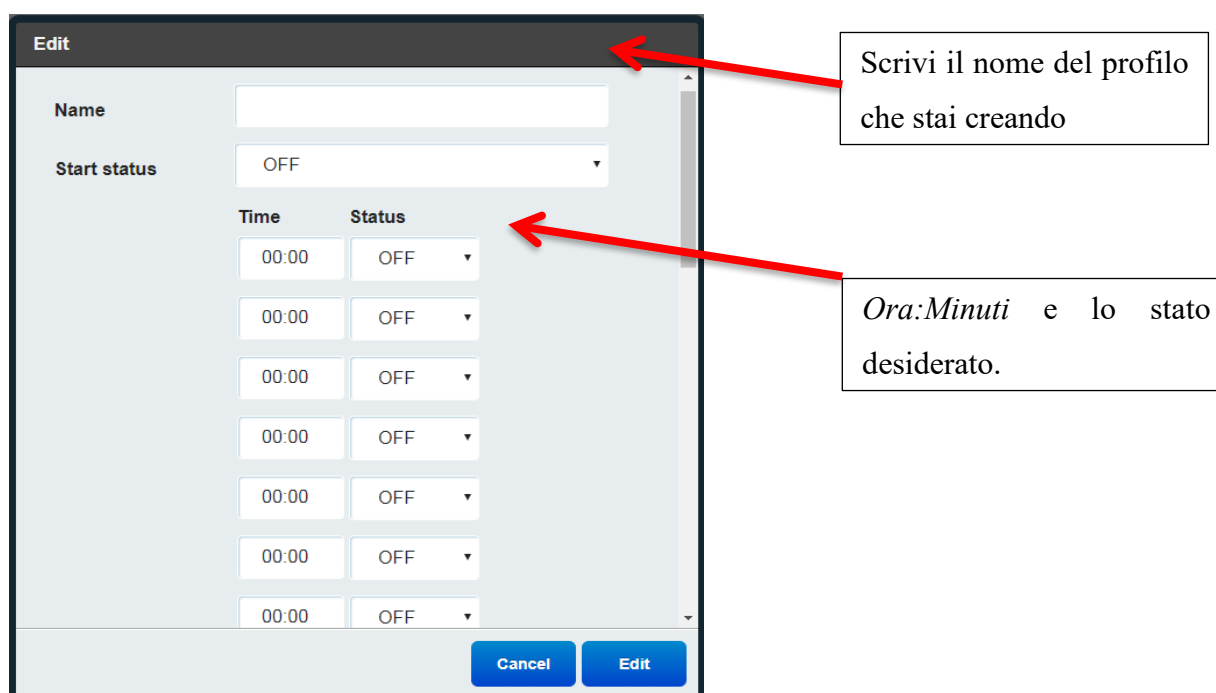 Edit
Scrivi il nome del profilo
che stai creando
Name
Start status
OFF
Time Status
00:00 OFF
00:00 OFF
00:00 OFF
00:00 OFF
00:00 OFF
00:00 OFF
00:00 OFF
Ora:Minuti e lo stato
desiderato.
Cancel Edit